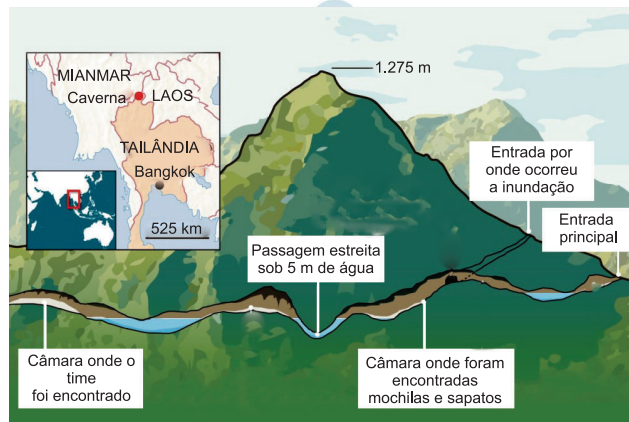 1.275 m
MIANMAR
Caverna
LAOS
TAILÂNDIA
Bangkok
525 km
Entrada por
onde ocorreu
a inundação
Entrada
principal
Passagem estreita
sob 5 m de água
Câmara onde o
time
foi encontrado
Câmara onde foram
encontradas
mochilas e sapatos